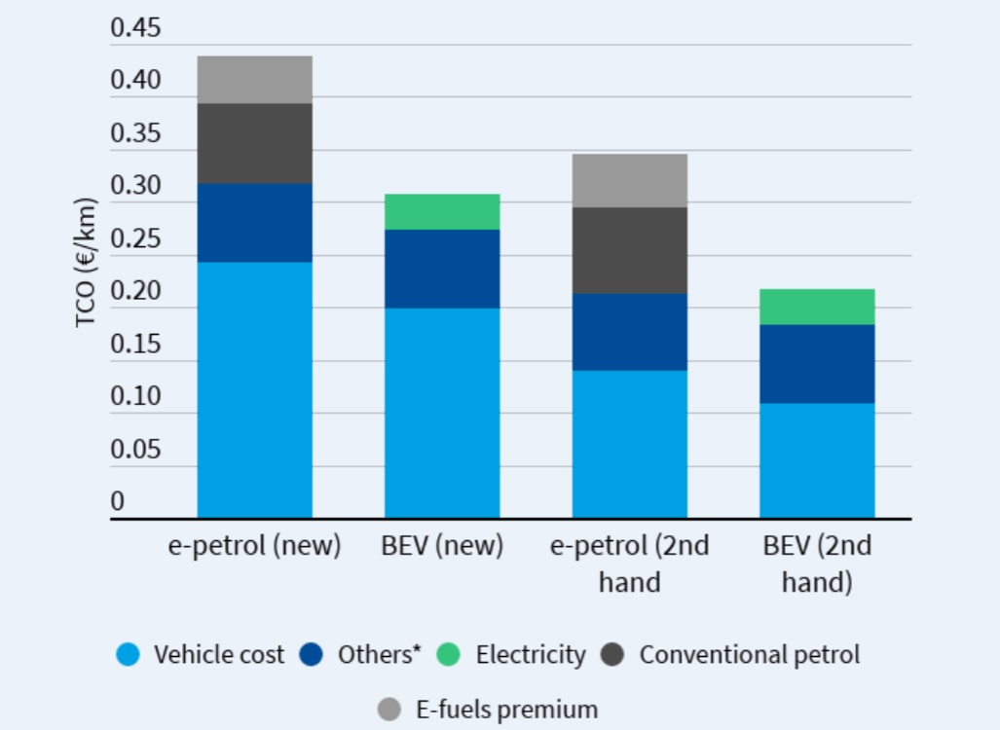 0.45
0.40
0.35
0.30
0.25
0.20
0.15
0.10
0.05
0
TCO (€/km)
e-petrol (new)
BEV (new)
e-petrol (2nd
hand
BEV (2nd
hand)
Vehicle cost
Others*
Electricity
Conventional petrol
E-fuels premium